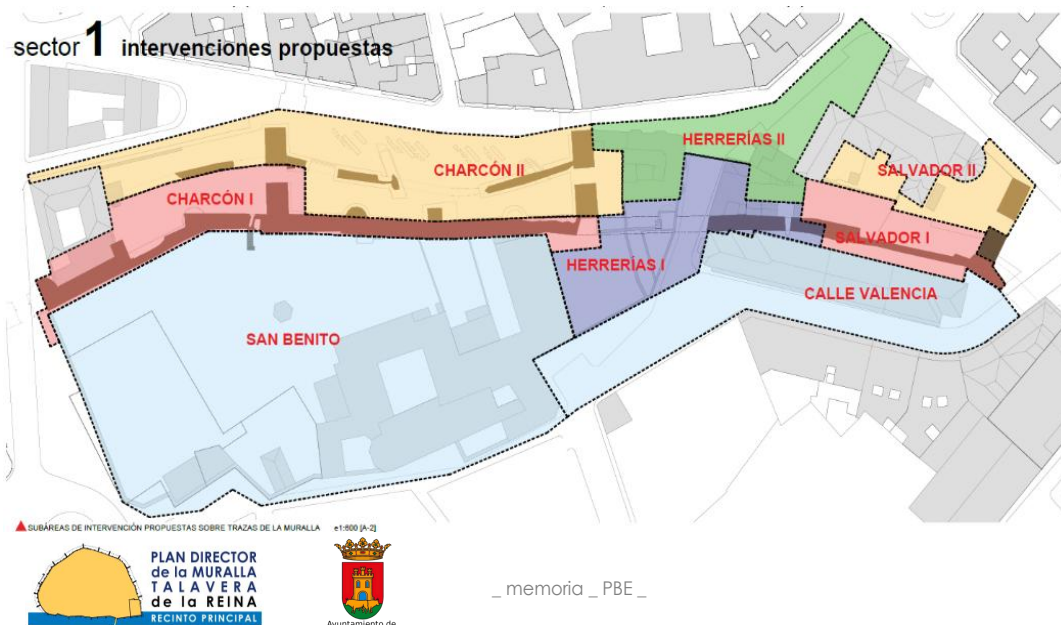 sector 1 intervenciones propuestas
HERRERÍAS II
CHARCÓN II
SALVADOR II
CHARCÓN I
SALVADOR I
HERRERÍAS I
CALLE VALENCIA
SAN BENITO
SUBÁREAS DE INTERVENCIÓN PROPUESTAS SOBRE TRAZAS DE LA MURALLA e1:600 [A-2]
PLAN DIRECTOR
de la MURALLA
TALAVERA
de la REINA
RECINTO PRINCIPAL
_ memoria _ PBE _
Ayuntamiento de